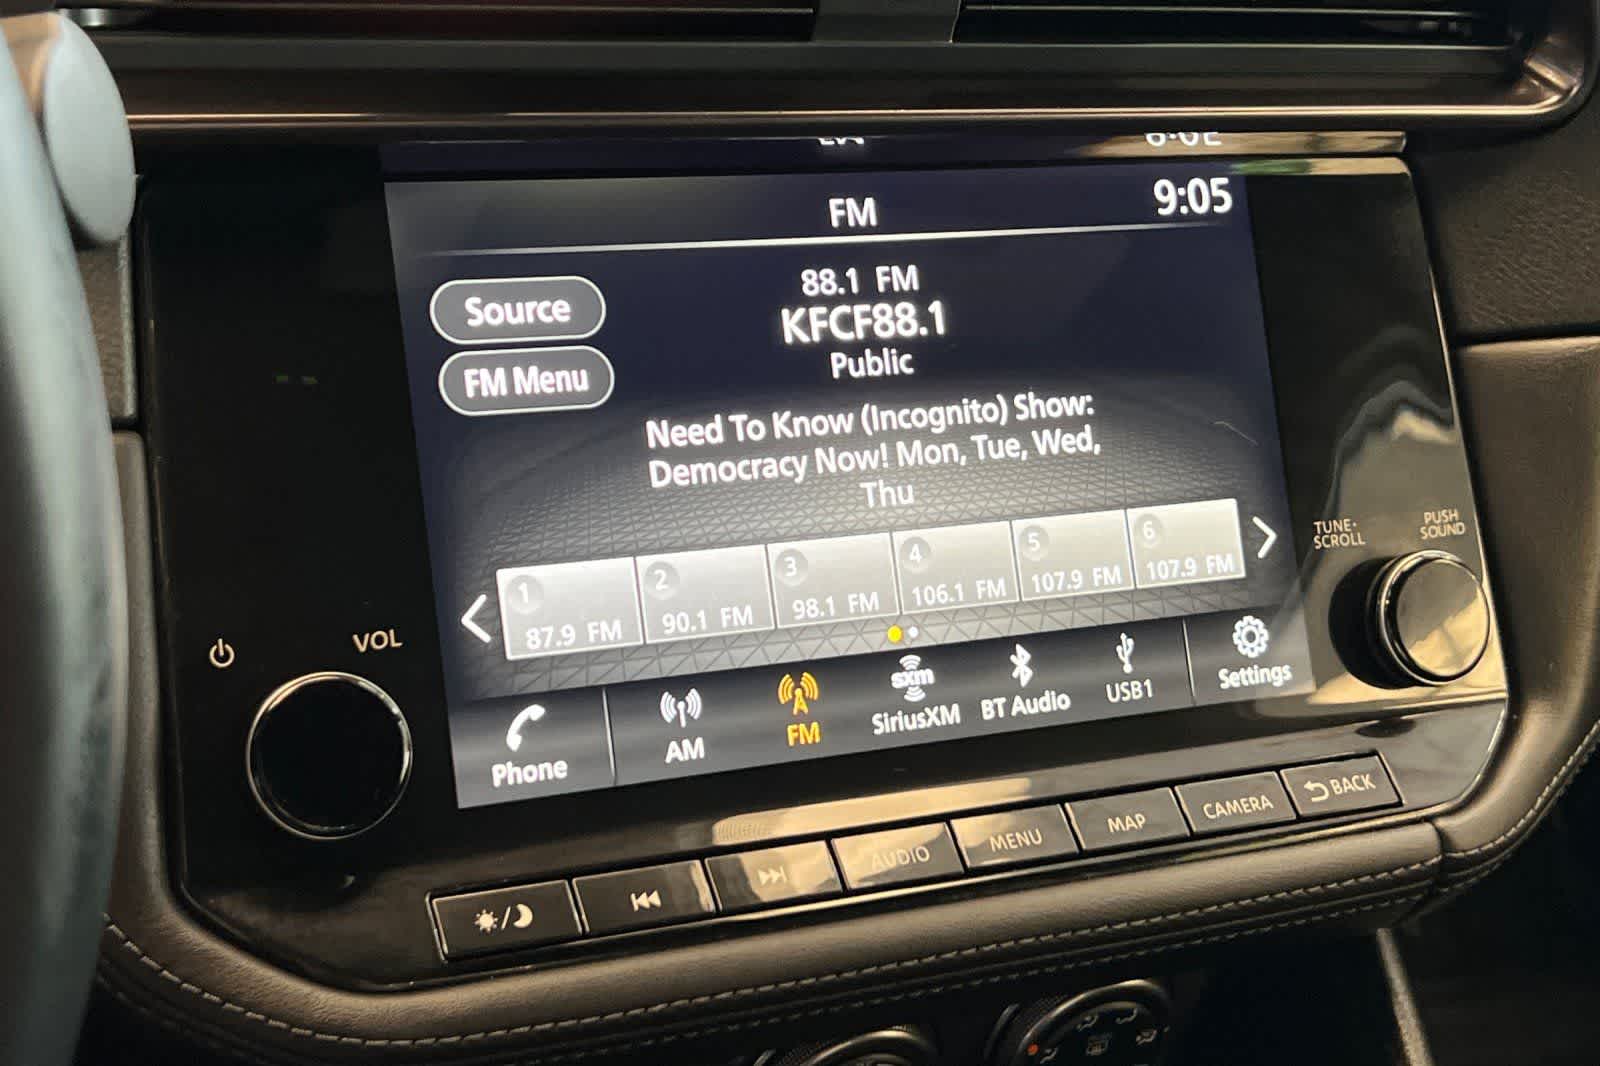 FM
9:05
88.1 FM
Source
KFCF88.1
Public
FM Menu
Need To Know (Incognito) Show:
Democracy Now! Mon, Tue, Wed,
Thu
TUNE·
SCROLL
PUSH
SOUND
1
2
3
4
5
6
87.9 FM
90.1 FM
98.1 FM
106.1 FM
107.9 FM
107.9 FM
VOL
Phone
AM
FM
sxm
SiriusXM
BT Audio
USB1
Settings
AUDIO
MENU
MAP
CAMERA
BACK